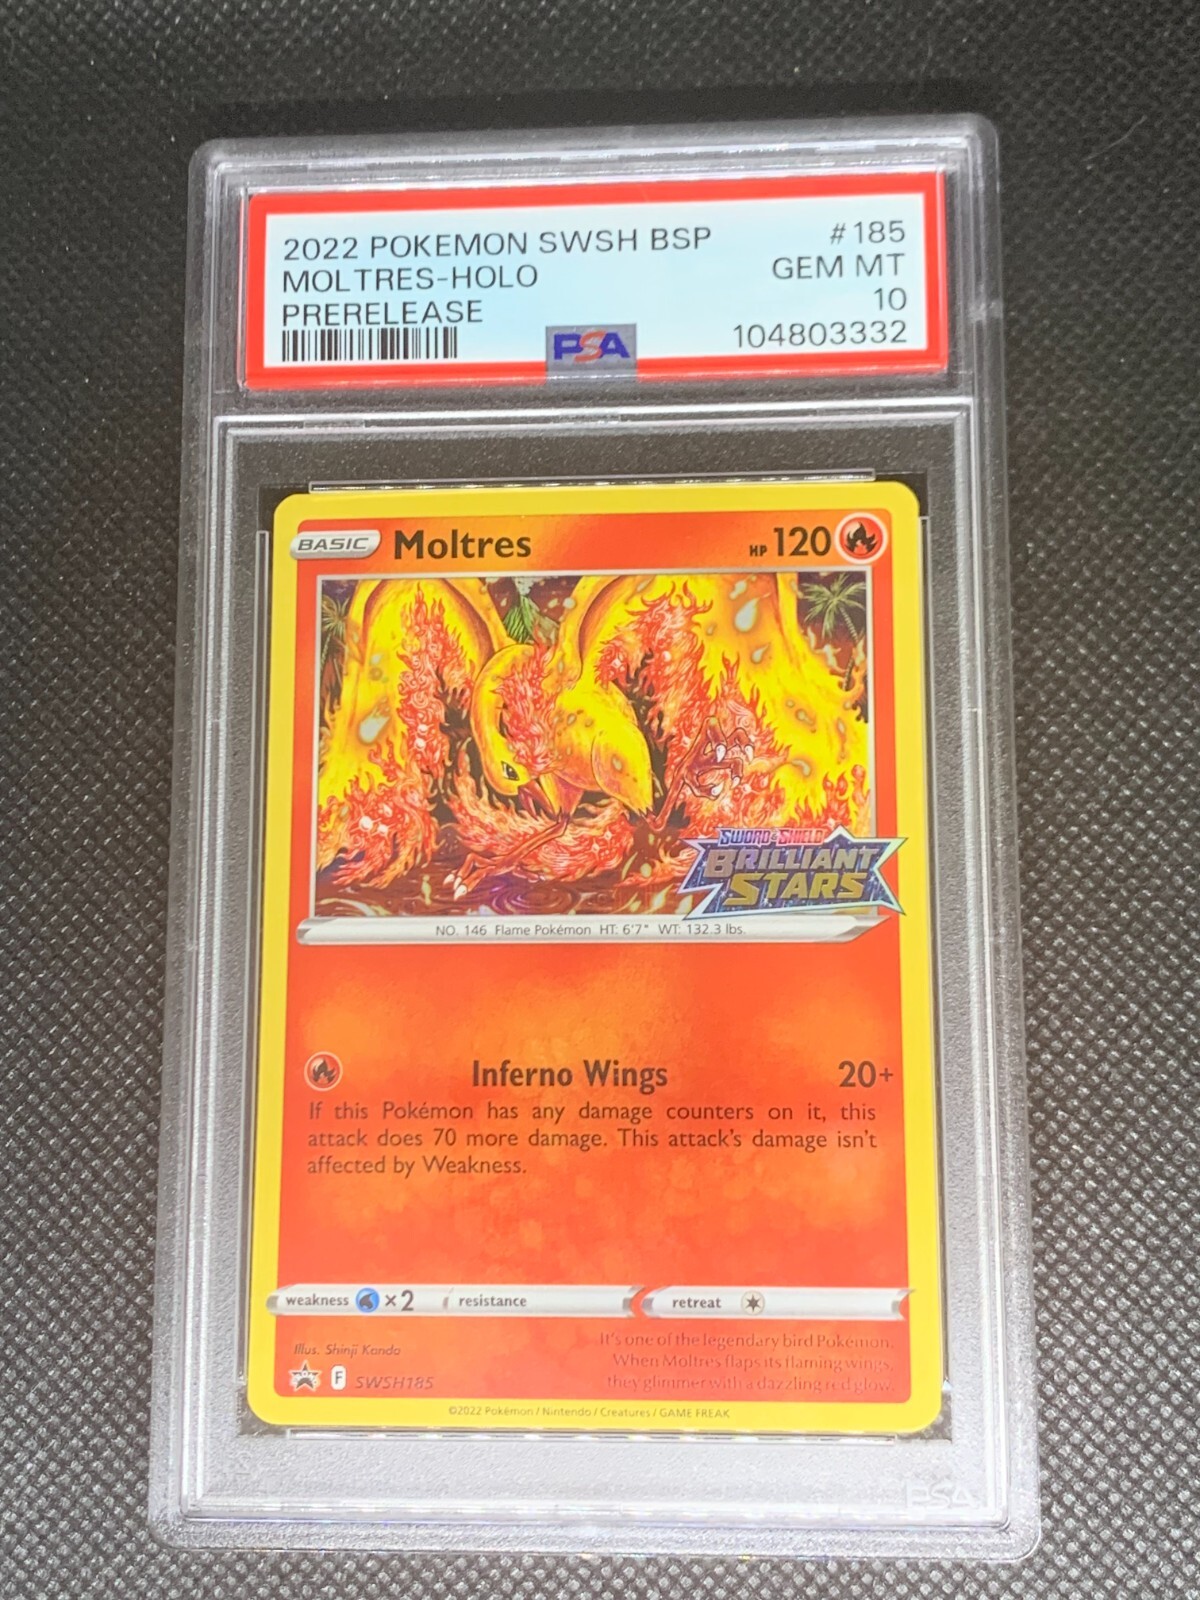 2022 POKEMON SWSH BSP #185
MOLTRES-HOLO GEM MT
PRERELEASE 10
PSA 104803332
BASIC Moltres HP 120
SWORD & SHIELD
BRILLIANT
STARS
NO. 146 Flame Pokémon HT: 6'7" WT: 132.3 lbs.
Inferno Wings 20+
If this Pokémon has any damage counters on it, this
attack does 70 more damage. This attack's damage isn't
affected by Weakness.
weakness ×2 resistance retreat
Illus. Shinji Kanda
It's one of the legendary bird Pokémon.
When Moltres flaps its flaming wings,
they glimmer with a dazzling red glow.
F SWSH185
©2022 Pokémon / Nintendo / Creatures / GAME FREAK
PSA